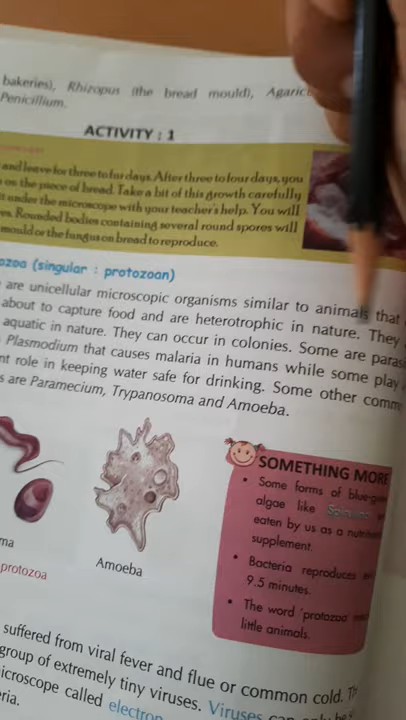 bakeries), Rhizopus (the bread mould), Agaric
Penicillium.
ACTIVITY : 1
and leave for three to fur days. After three to four days, you
on the piece of bread. Take a bit of this growth carefully
under the microscope with your teacher's help. You will
Rounded bodies containing several round spores will
mould or the fungus on bread to reproduce.
ozoa (singular : protozoan)
are unicellular microscopic organisms similar to animals that
about to capture food and are heterotrophic in nature. They
aquatic in nature. They can occur in colonies. Some are paras
Plasmodium that causes malaria in humans while some play
nt role in keeping water safe for drinking. Some other comm
s are Paramecium, Trypanosoma and Amoeba.
ma
Amoeba
protozoa
SOMETHING MORE
• Some forms of blue-g
algae like
eaten by us as a nutrit
supplement.
• Bacteria reproduces
9.5 minutes.
• The word 'protozoa
little animals.
suffered from viral fever and flue or common cold. Th
group of extremely tiny viruses. Viruses can only be
icroscope called electron
eria.